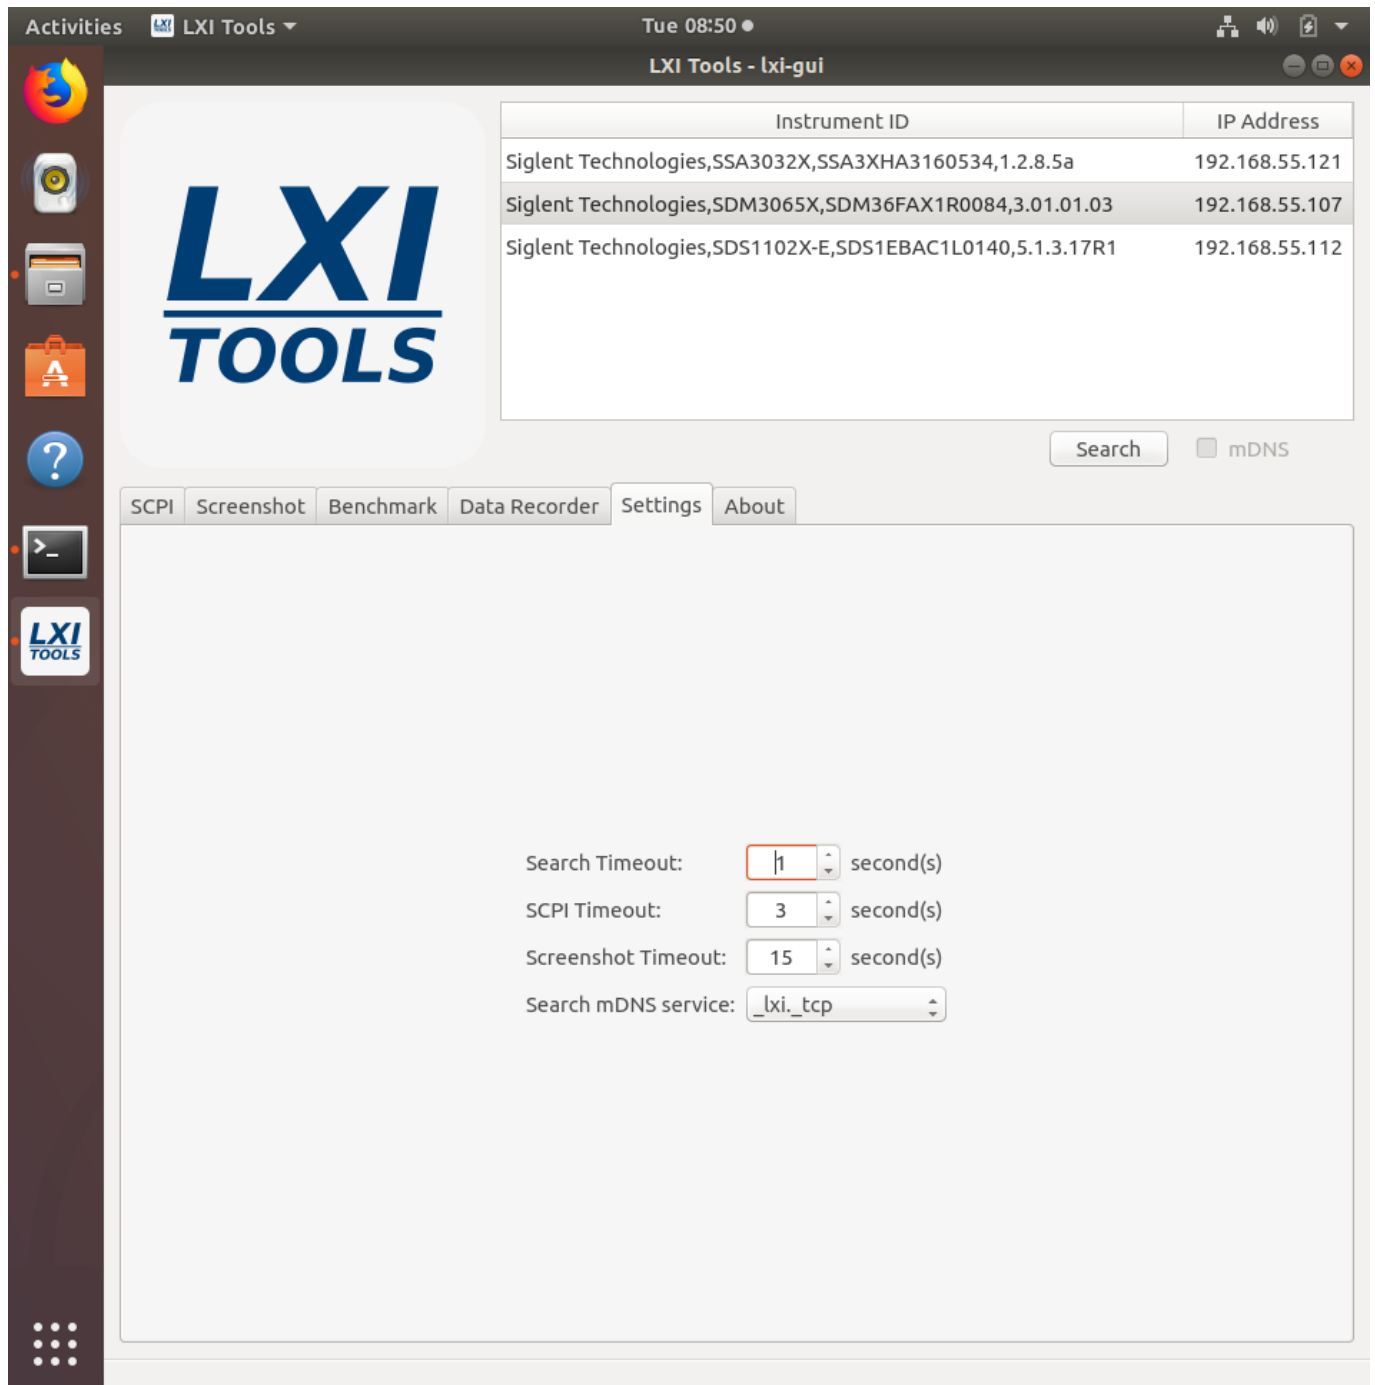 Activities LXI Tools Tue 08:50
LXI Tools - lxi-gui
Instrument ID IP Address
Siglent Technologies,SSA3032X,SSA3XHA3160534,1.2.8.5a 192.168.55.121
Siglent Technologies,SDM3065X,SDM36FAX1R0084,3.01.01.03 192.168.55.107
Siglent Technologies,SDS1102X-E,SDS1EBAC1L0140,5.1.3.17R1 192.168.55.112
LXI
TOOLS
Search mDNS
SCPI Screenshot Benchmark Data Recorder Settings About
LXI
TOOLS
Search Timeout: 1 second(s)
SCPI Timeout: 3 second(s)
Screenshot Timeout: 15 second(s)
Search mDNS service: _lxi._tcp